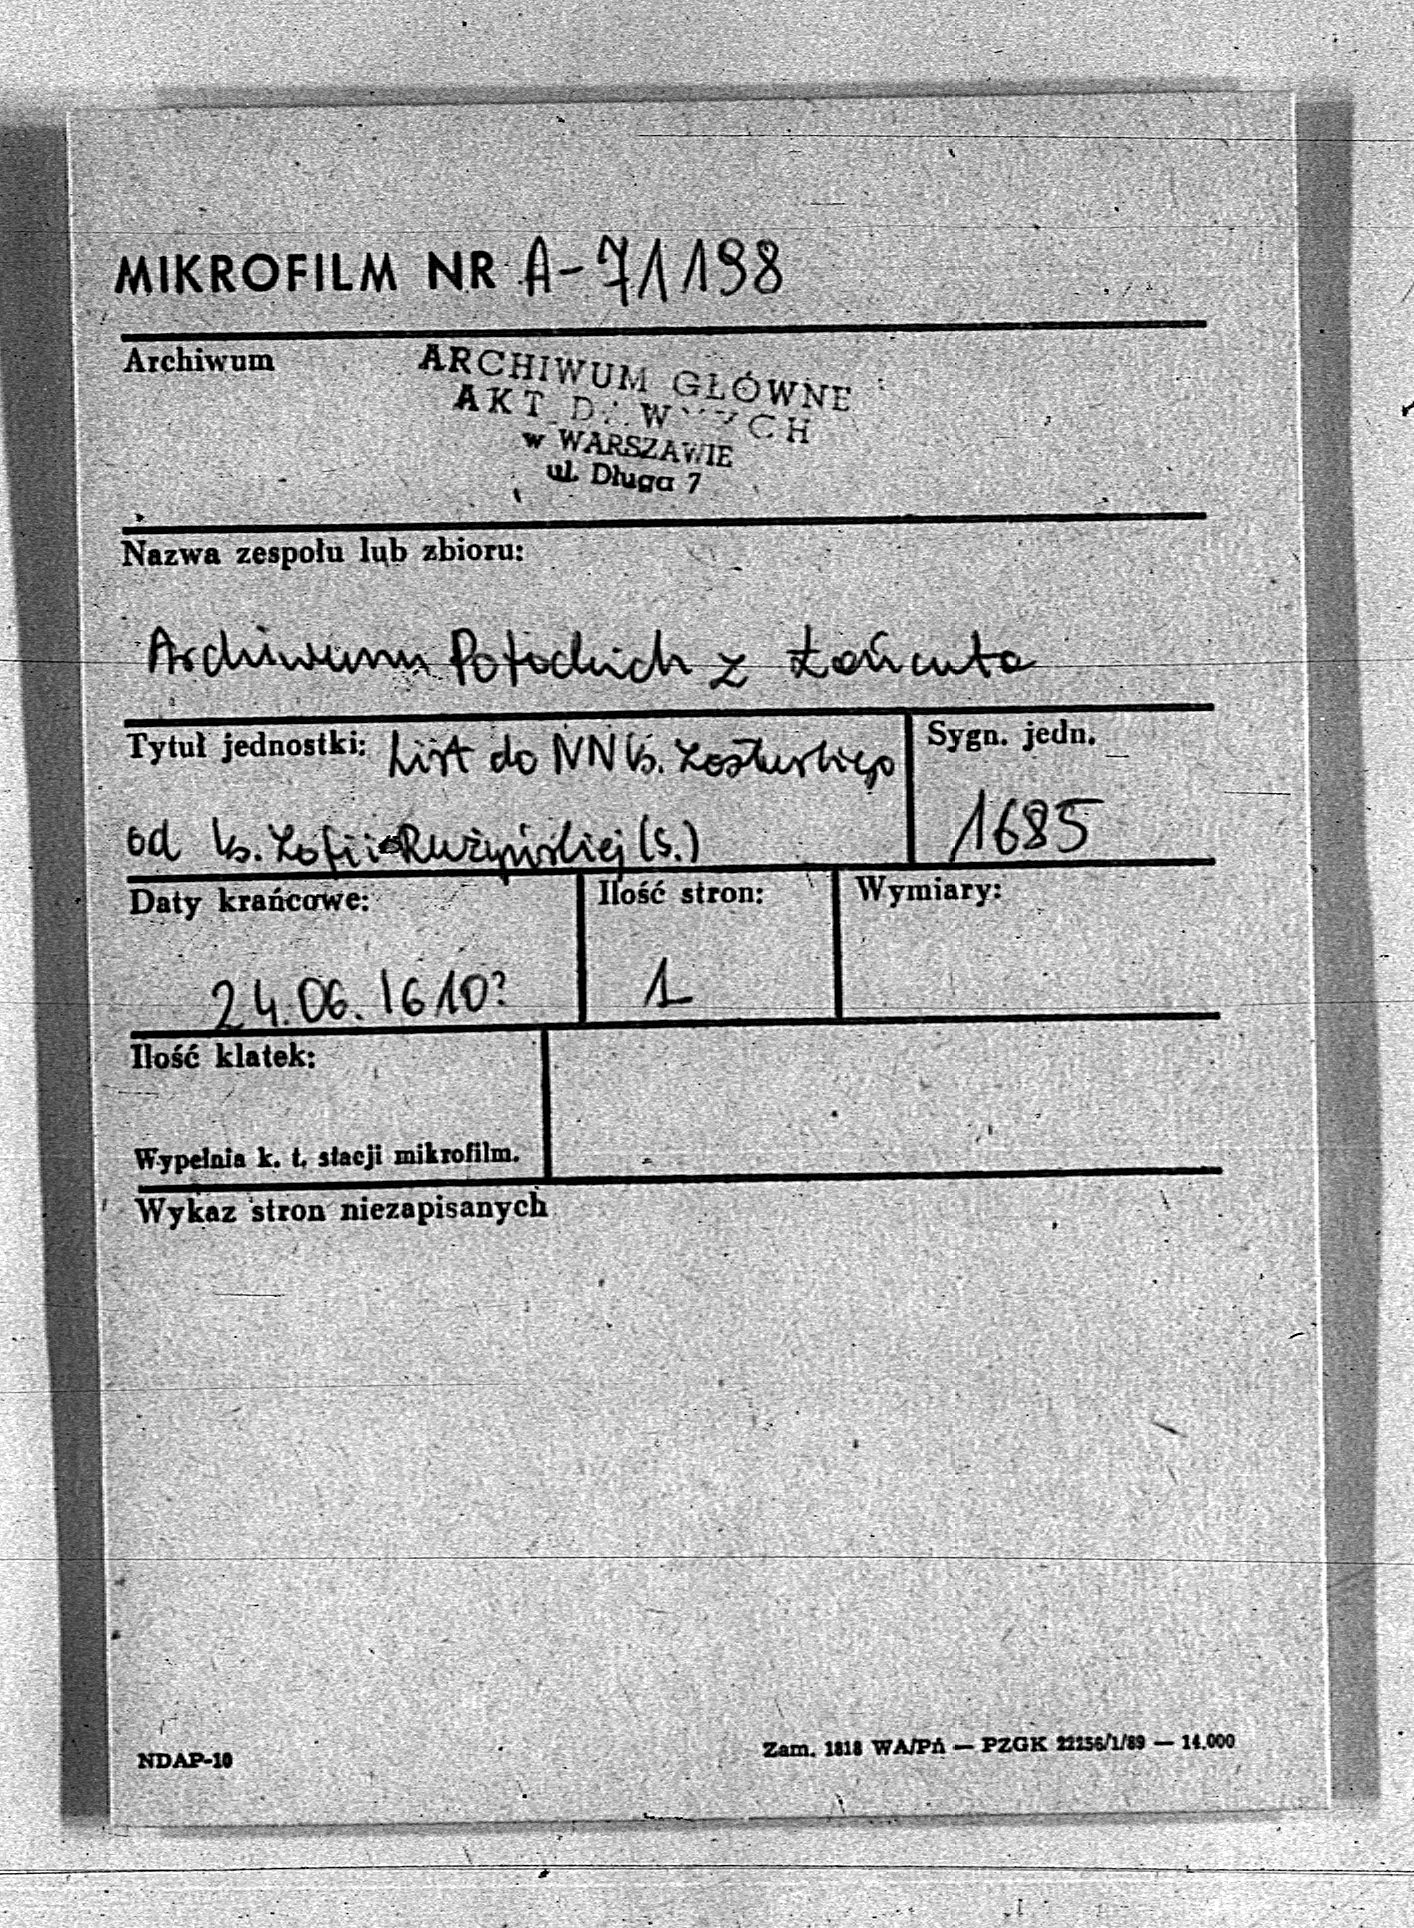 MIKROFILM NR A-71198
Archiwum
ARCHIWUM GŁÓWNE
AKT DAWNYCH
w WARSZAWIE
ul. Długa 7
Nazwa zespołu lub zbioru:
Archiwum Potockich z Łańcuta
Tytuł jednostki: List do NN ks.
od ks. Zofii Rużyńskiej (s.)
Sygn. jedn.
1685
Daty krańcowe:
24.06.1610?
Ilość stron:
1
Wymiary:
Ilość klatek:
Wypełnia k. t. stacji mikrofilm.
Wykaz stron niezapisanych
NDAP-10
Zam. 1818 WA/Pń — PZGK 22256/1/89 — 14.000